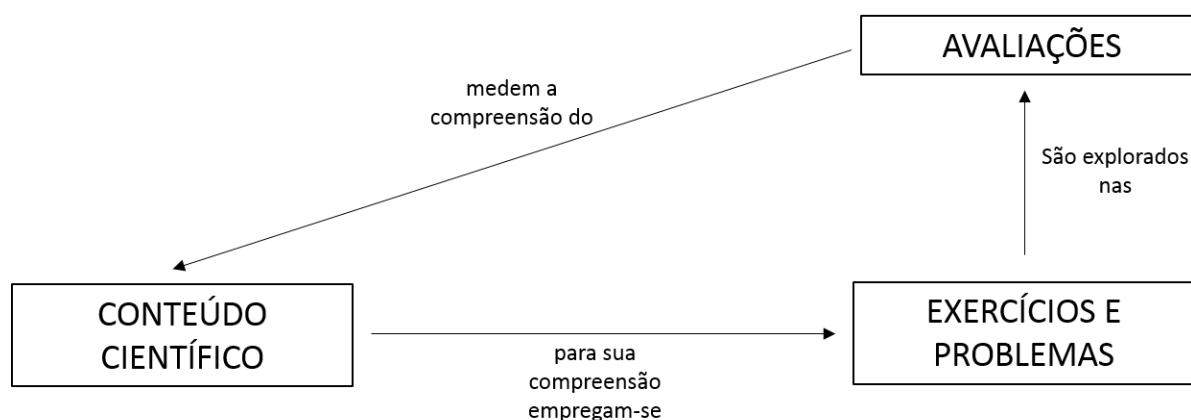 AVALIAÇÕES
medem a
compreensão do
São explorados
nas
CONTEÚDO
CIENTÍFICO
para sua
compreensão
empregam-se
EXERCÍCIOS E
PROBLEMAS